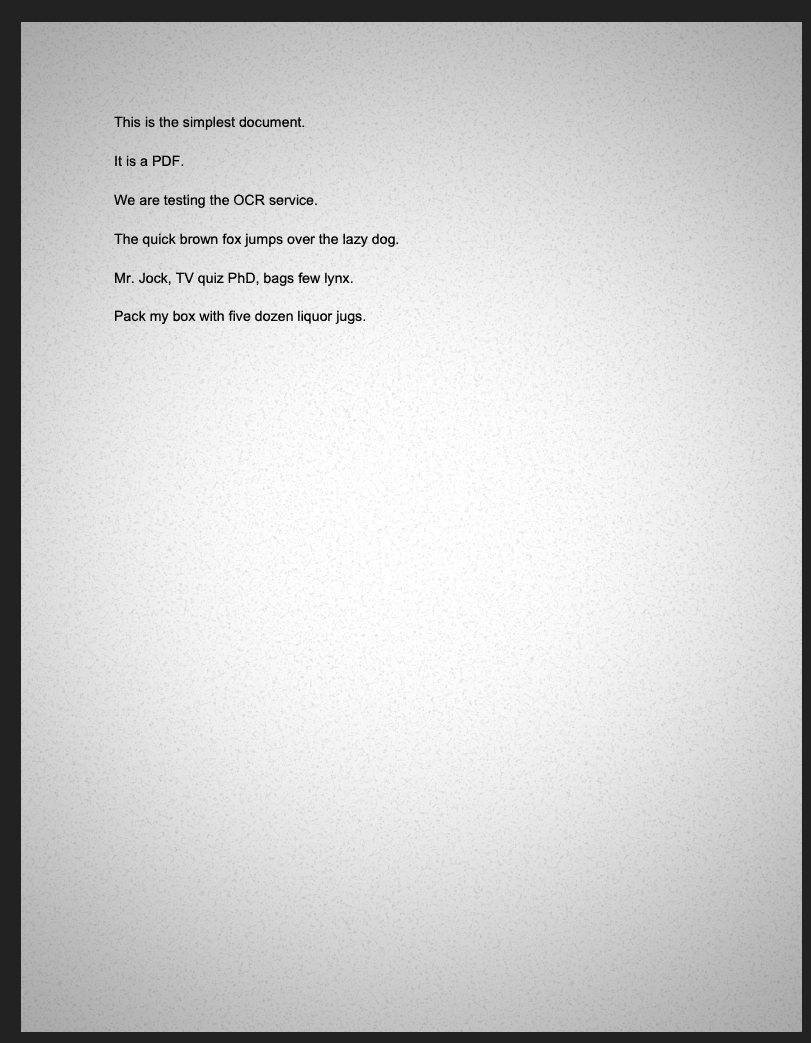 This is the simplest document.
It is a PDF.
We are testing the OCR service.
The quick brown fox jumps over the lazy dog.
Mr. Jock, TV quiz PhD, bags few lynx.
Pack my box with five dozen liquor jugs.